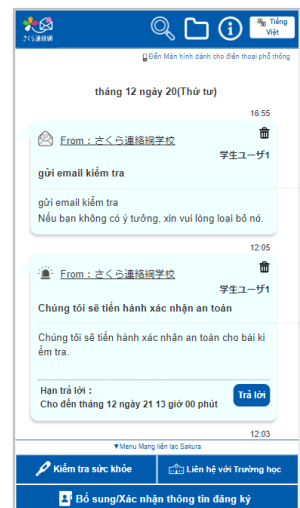 さくら連絡網
Tiếng
Việt
Đến Màn hình dành cho điện thoại phổ thông
tháng 12 ngày 20(Thứ tư)
16:55
From：さくら連絡網学校
学生ユーザ1
gửi email kiểm tra
gửi email kiểm tra
Nếu bạn không có ý tưởng, xin vui lòng loại bỏ nó.
12:05
From：さくら連絡網学校
学生ユーザ1
Chúng tôi sẽ tiến hành xác nhận an toàn
Chúng tôi sẽ tiến hành xác nhận an toàn cho bài ki
ểm tra.
Hạn trả lời：
Cho đến tháng 12 ngày 21 13 giờ 00 phút
Trả lời
12:03
▼Menu Mạng liên lạc Sakura
Kiểm tra sức khỏe
Liên hệ với Trường học
Bổ sung/Xác nhận thông tin đăng ký